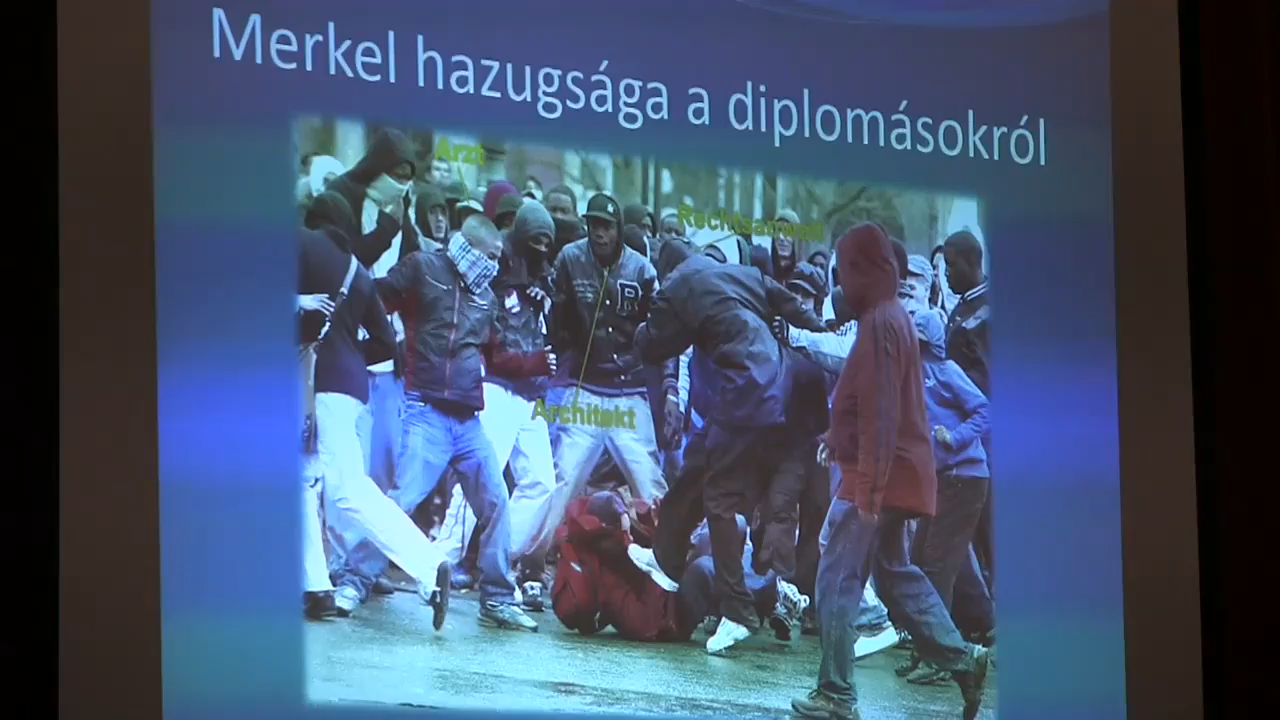 Merkel hazugsága a diplomásokról
Arzt
Rechtsanwalt
R
Architekt